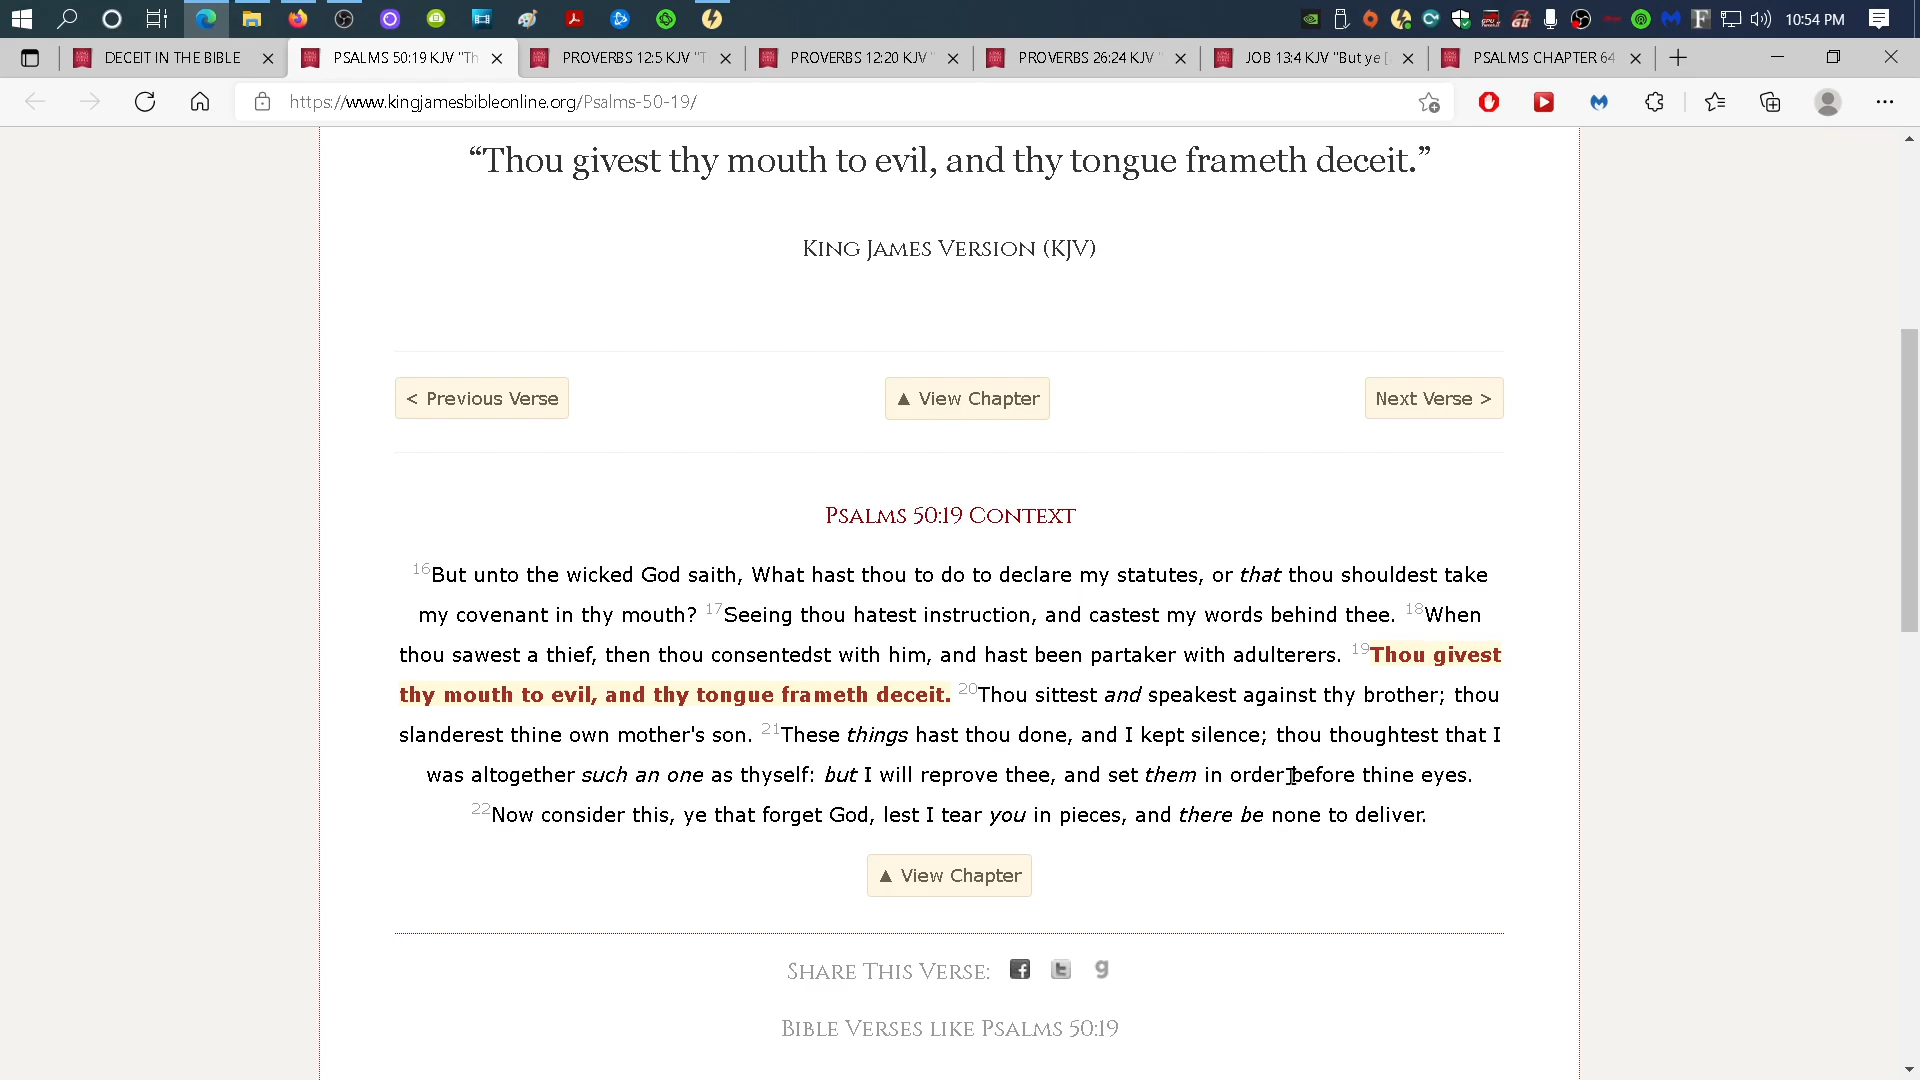 10:54 PM
DECEIT IN THE BIBLE
PSALMS 50:19 KJV "Th
PROVERBS 12:5 KJV "T
PROVERBS 12:20 KJV "
PROVERBS 26:24 KJV "
JOB 13:4 KJV "But ye [
PSALMS CHAPTER 64
https://www.kingjamesbibleonline.org/Psalms-50-19/
“Thou givest thy mouth to evil, and thy tongue frameth deceit.”
King James Version (KJV)
< Previous Verse
▲ View Chapter
Next Verse >
Psalms 50:19 Context
16But unto the wicked God saith, What hast thou to do to declare my statutes, or that thou shouldest take
my covenant in thy mouth? 17Seeing thou hatest instruction, and castest my words behind thee. 18When
thou sawest a thief, then thou consentedst with him, and hast been partaker with adulterers. 19Thou givest
thy mouth to evil, and thy tongue frameth deceit. 20Thou sittest and speakest against thy brother; thou
slanderest thine own mother's son. 21These things hast thou done, and I kept silence; thou thoughtest that I
was altogether such an one as thyself: but I will reprove thee, and set them in order before thine eyes.
22Now consider this, ye that forget God, lest I tear you in pieces, and there be none to deliver.
▲ View Chapter
Share This Verse:
Bible Verses like Psalms 50:19